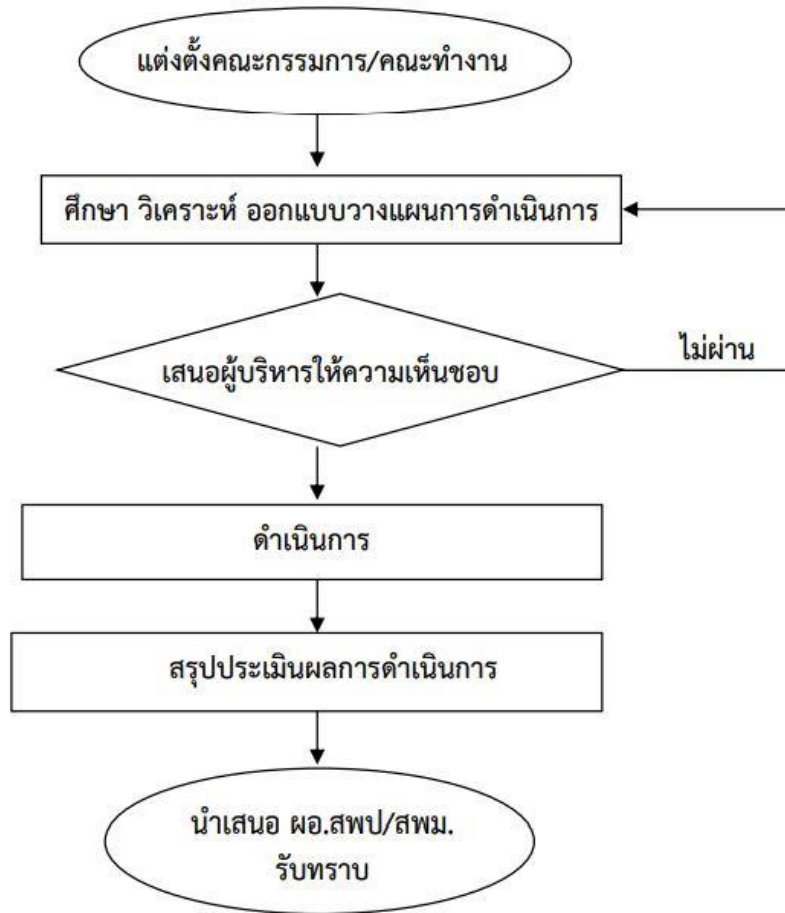 แต่งตั้งคณะกรรมการ/คณะทำงาน
ศึกษา วิเคราะห์ ออกแบบวางแผนการดำเนินการ
เสนอผู้บริหารให้ความเห็นชอบ
ไม่ผ่าน
ดำเนินการ
สรุปประเมินผลการดำเนินการ
นำเสนอ ผอ.สพป/สพม.
รับทราบ